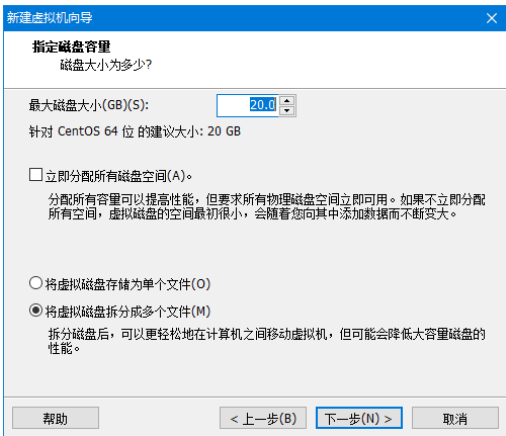 新建虚拟机向导
指定磁盘容量
磁盘大小为多少?
最大磁盘大小(GB)(S):
20.0
针对 CentOS 64 位 的建议大小: 20 GB
立即分配所有磁盘空间(A)。
分配所有容量可以提高性能，但要求所有物理磁盘空间立即可用。如果不立即分配
所有空间，虚拟磁盘的空间最初很小，会随着您向其中添加数据而不断变大。
将虚拟磁盘存储为单个文件(O)
将虚拟磁盘拆分成多个文件(M)
拆分磁盘后，可以更轻松地在计算机之间移动虚拟机，但可能会降低大容量磁盘的
性能。
帮助
< 上一步(B)
下一步(N) >
取消